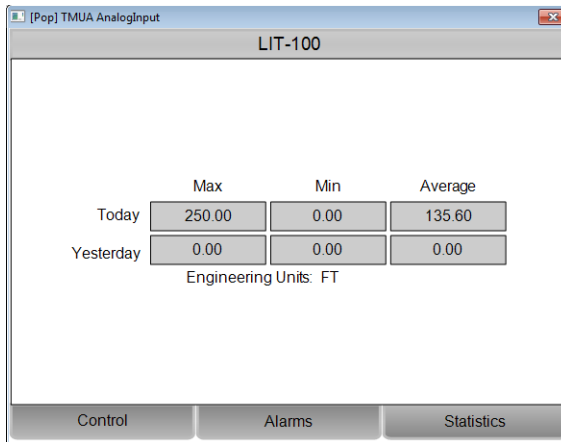 [Pop] TMUA AnalogInput
LIT-100
Max Min Average
Today 250.00 0.00 135.60
Yesterday 0.00 0.00 0.00
Engineering Units: FT
Control Alarms Statistics